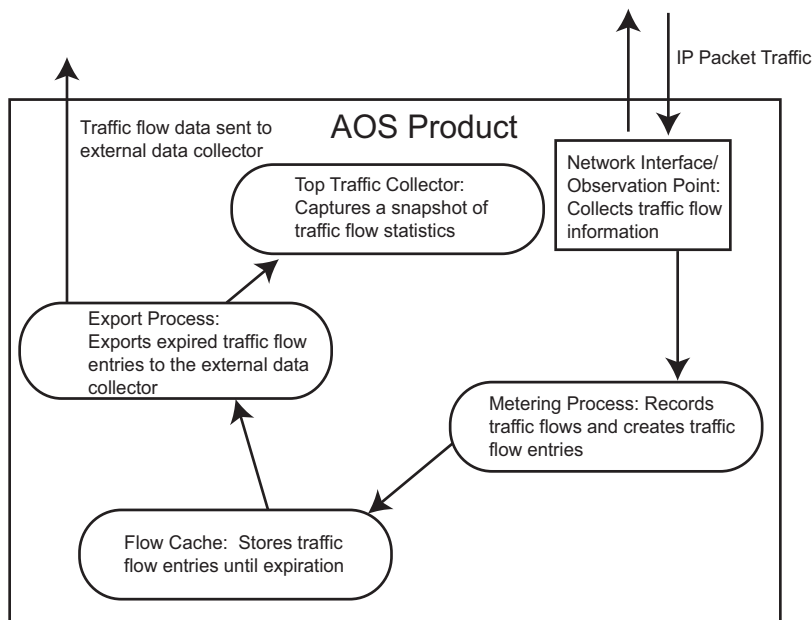 IP Packet Traffic
AOS Product
Traffic flow data sent to
external data collector
Top Traffic Collector:
Captures a snapshot of
traffic flow statistics
Network Interface/
Observation Point:
Collects traffic flow
information
Export Process:
Exports expired traffic flow
entries to the external data
collector
Metering Process: Records
traffic flows and creates traffic
flow entries
Flow Cache:  Stores traffic
flow entries until expiration